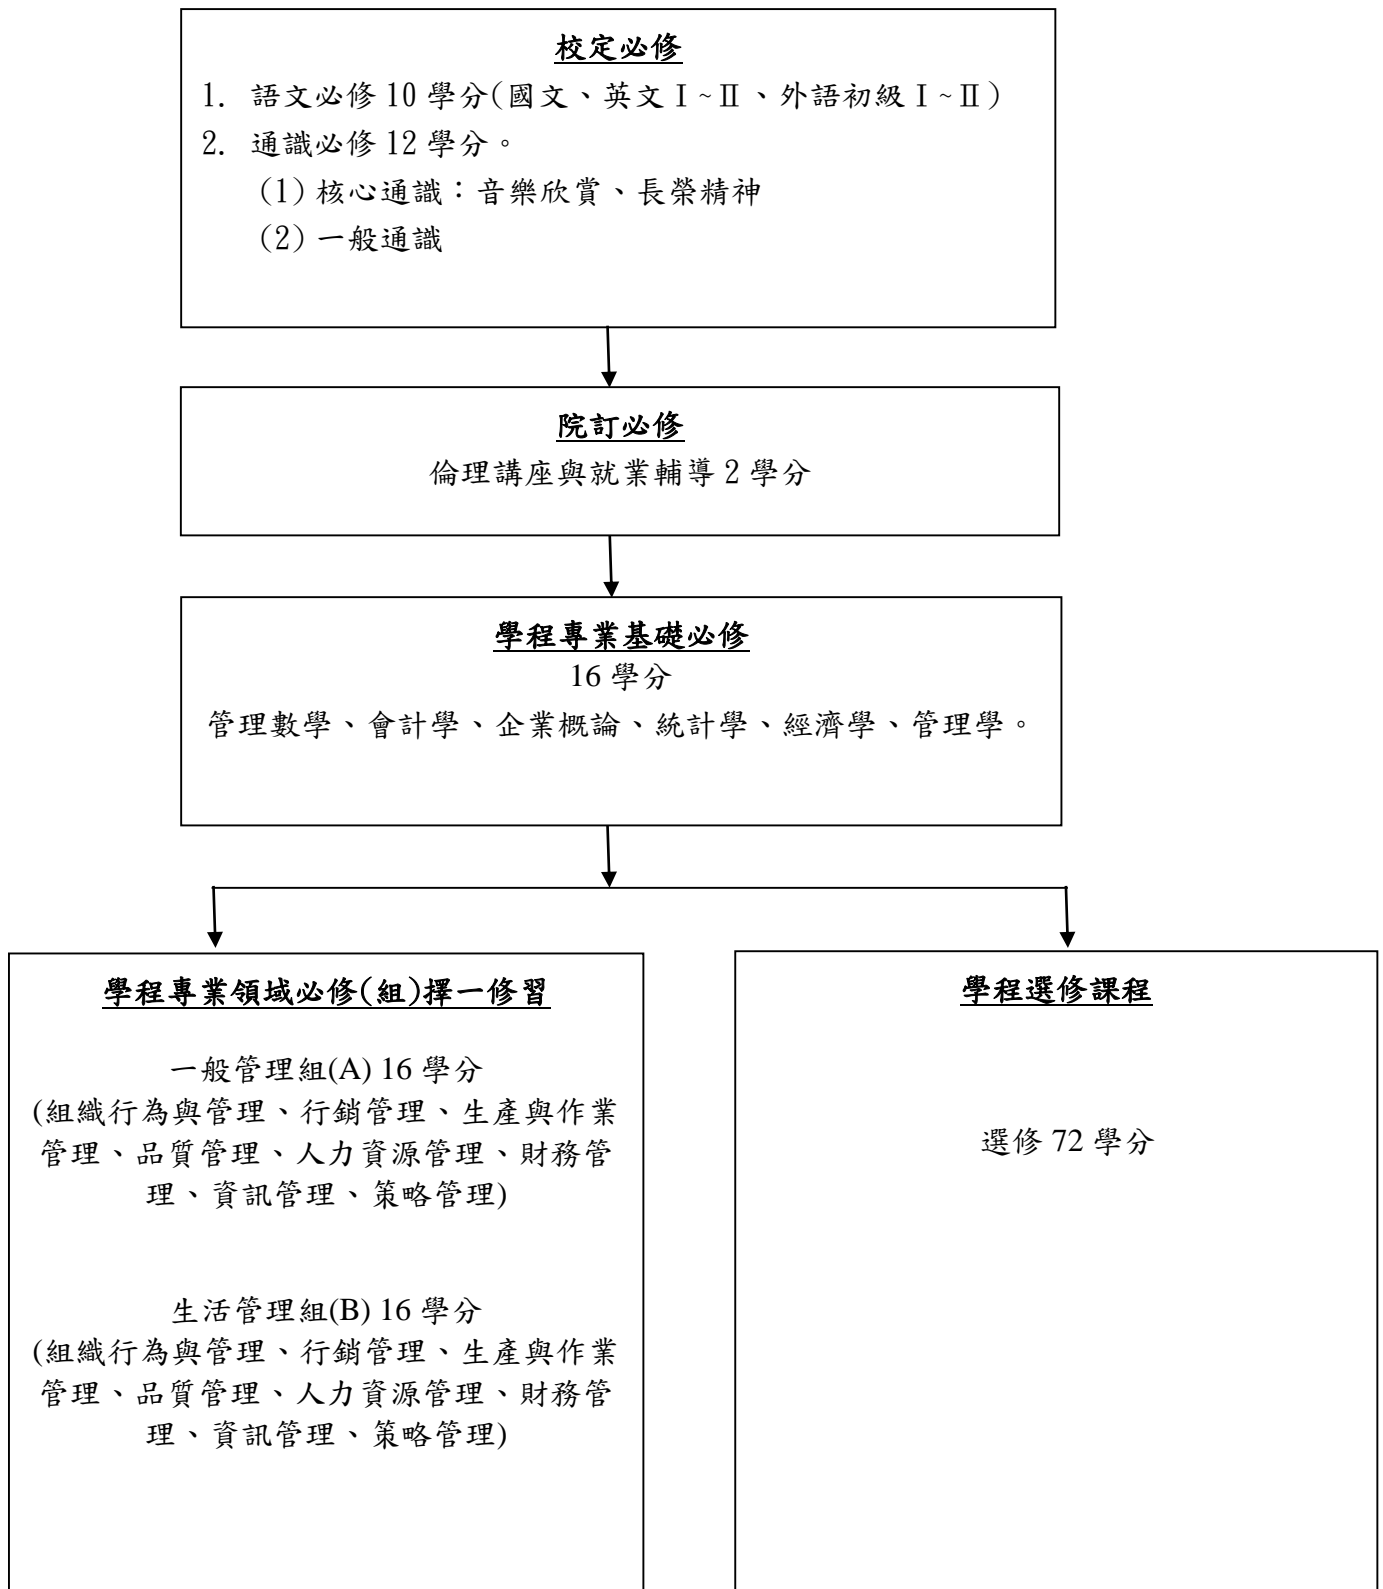 校定必修
1. 語文必修 10 學分(國文、英文Ⅰ~Ⅱ、外語初級Ⅰ~Ⅱ)
2. 通識必修 12 學分。
(1)核心通識：音樂欣賞、長榮精神
(2)一般通識
院訂必修
倫理講座與就業輔導 2 學分
學程專業基礎必修
16 學分
管理數學、會計學、企業概論、統計學、經濟學、管理學。
學程專業領域必修(組)擇一修習
一般管理組(A) 16 學分
(組織行為與管理、行銷管理、生產與作業
管理、品質管理、人力資源管理、財務管
理、資訊管理、策略管理)
生活管理組(B) 16 學分
(組織行為與管理、行銷管理、生產與作業
管理、品質管理、人力資源管理、財務管
理、資訊管理、策略管理)
學程選修課程
選修 72 學分